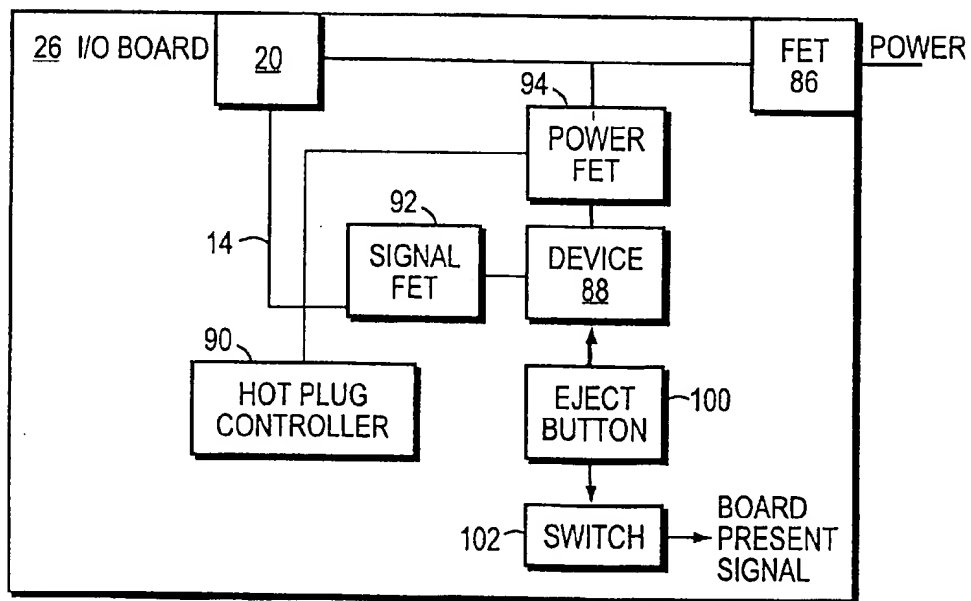 26 I/O BOARD
20
FET
86
POWER
94
POWER
FET
92
14
SIGNAL
FET
DEVICE
88
90
HOT PLUG
CONTROLLER
EJECT
BUTTON
100
102
SWITCH
BOARD
PRESENT
SIGNAL